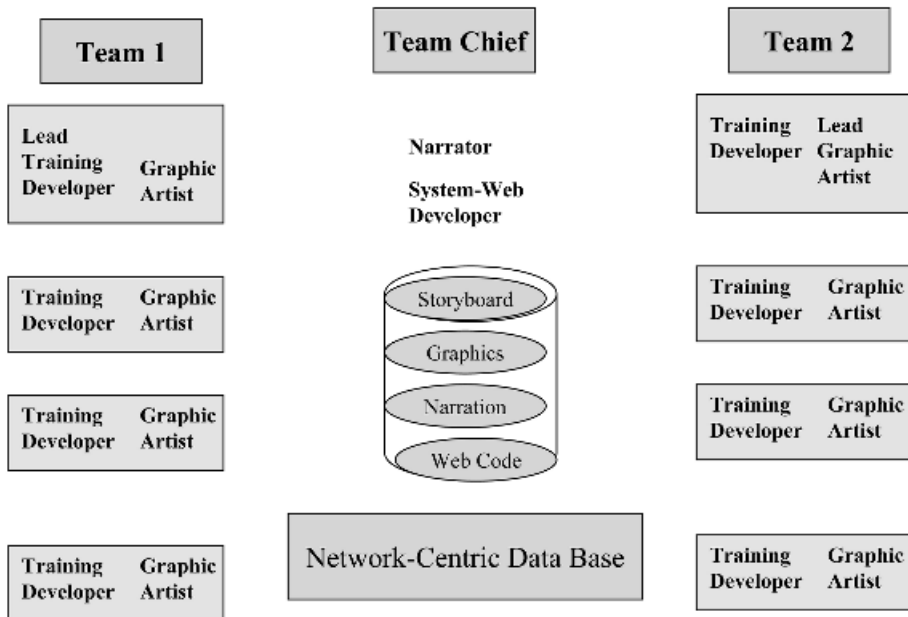 Team 1
Lead
Training
Developer
Graphic
Artist
Training
Developer
Graphic
Artist
Training
Developer
Graphic
Artist
Training
Developer
Graphic
Artist
Team Chief
Narrator
System-Web
Developer
Storyboard
Graphics
Narration
Web Code
Network-Centric Data Base
Team 2
Training
Developer
Lead
Graphic
Artist
Training
Developer
Graphic
Artist
Training
Developer
Graphic
Artist
Training
Developer
Graphic
Artist